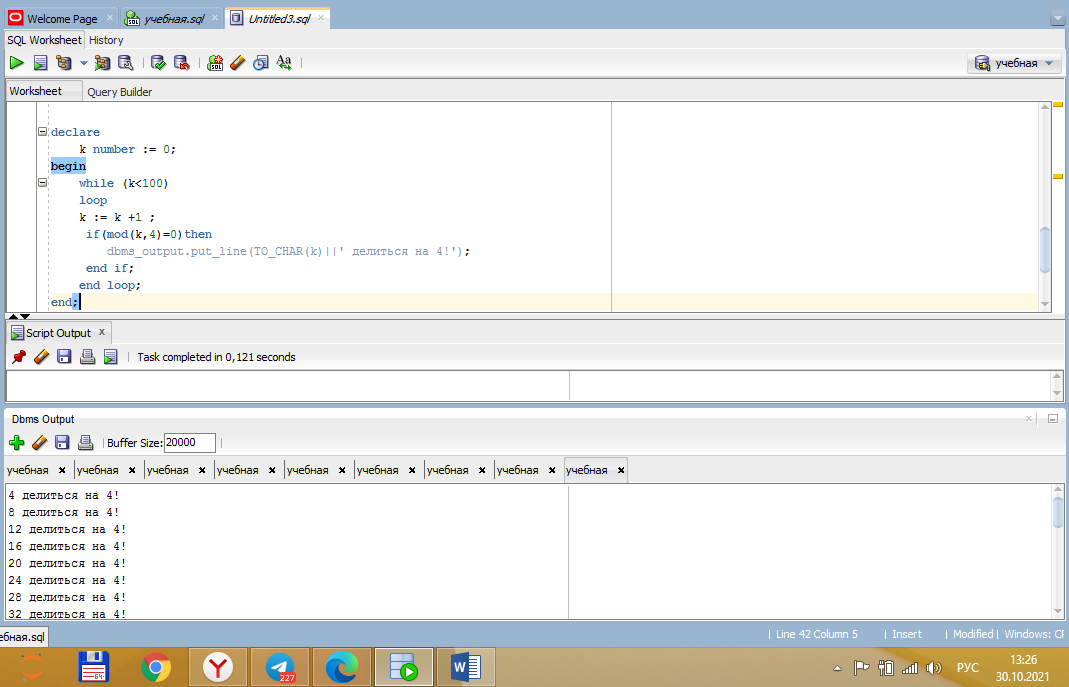 Welcome Page учебная.sql Untitled3.sql
SQL Worksheet History
учебная
Worksheet Query Builder
declare
k number := 0;
begin
while (k<100)
loop
k := k +1 ;
if(mod(k,4)=0)then
dbms_output.put_line(TO_CHAR(k)||' делиться на 4!');
end if;
end loop;
end;
Script Output x
Task completed in 0,121 seconds
Dbms Output
Buffer Size: 20000
учебная учебная учебная учебная учебная учебная учебная учебная учебная
4 делиться на 4!
8 делиться на 4!
12 делиться на 4!
16 делиться на 4!
20 делиться на 4!
24 делиться на 4!
28 делиться на 4!
32 делиться на 4!
ебная.sql
Line 42 Column 5 | Insert | Modified | Windows: CF
64
227
РУС
13:26
30.10.2021